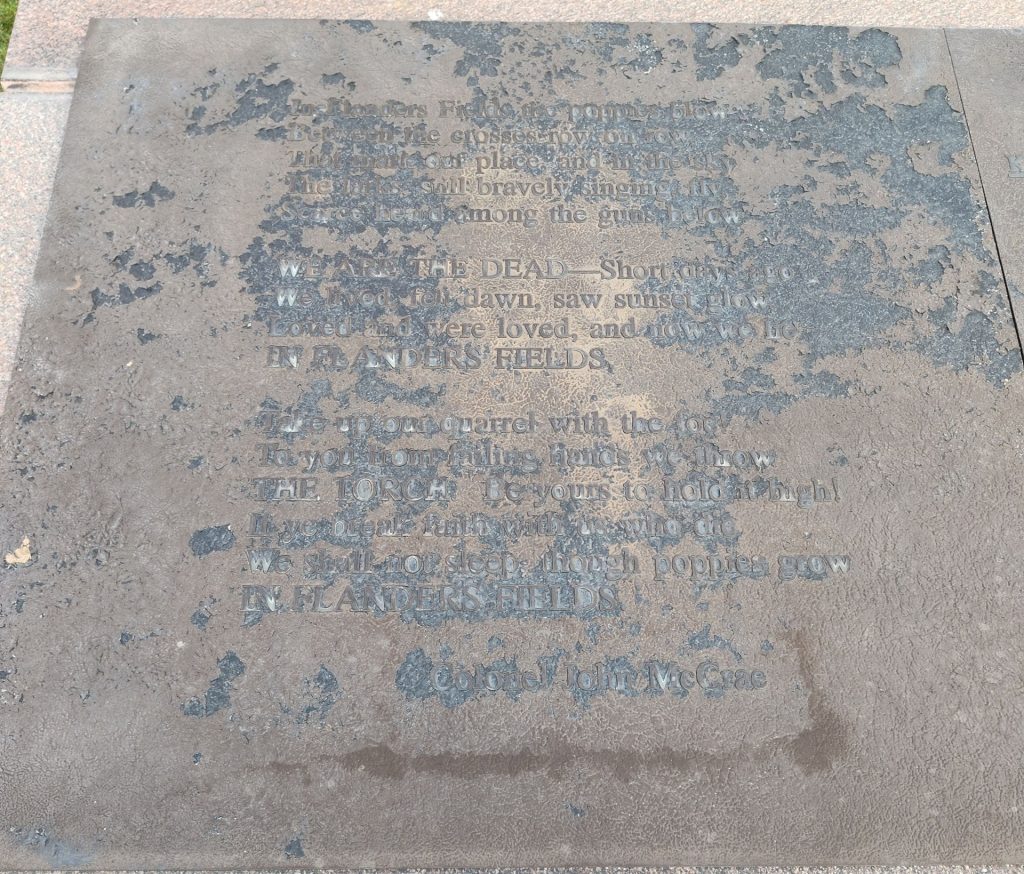 In Flanders Fields the poppies blow
Between the crosses row on row,
That mark our place, and in the sky
The larks still bravely singing fly
Scarce heard among the guns below
WE ARE THE DEAD—Short days ago
We lived, felt dawn, saw sunset glow
Loved and were loved, and now we lie
IN FLANDERS FIELDS
Take up our quarrel with the foe
To you from failing hands we throw
THE TORCH Be yours to hold it high!
If ye break faith with us who die
We shall not sleep, though poppies grow
IN FLANDERS FIELDS
Colonel John McCrae